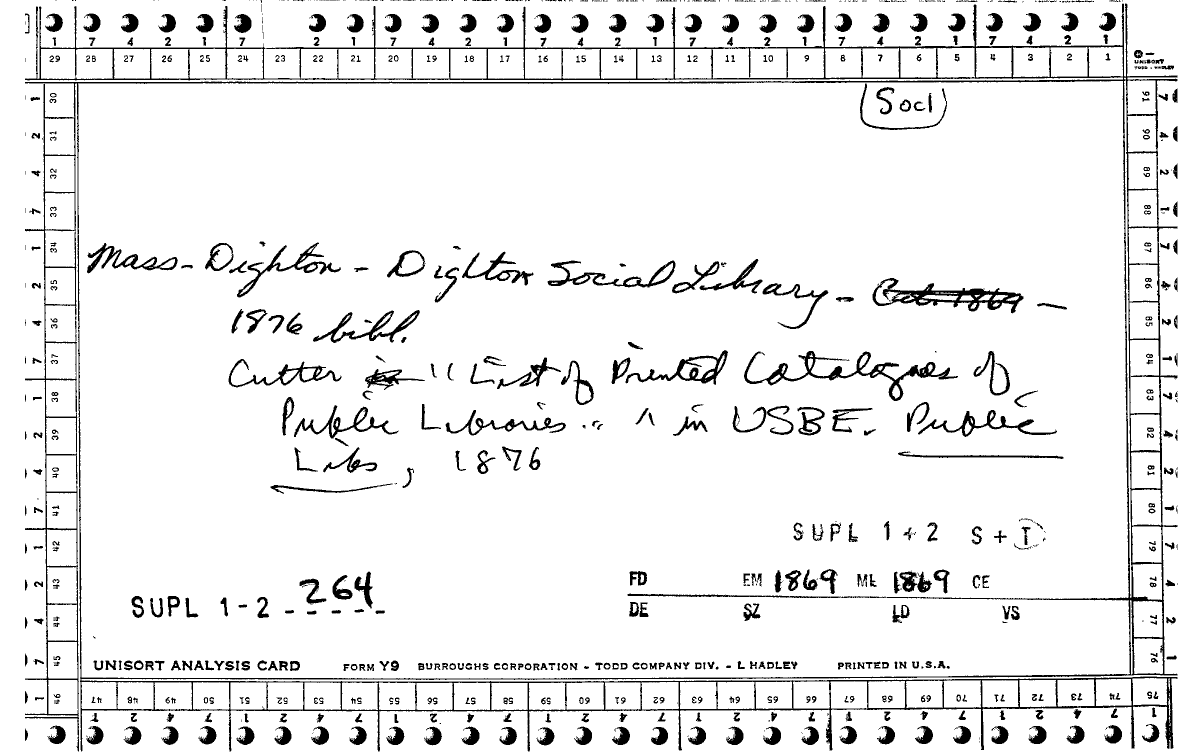 7 4 2 1 7 2 1 7 4 2 1 7 4 2 1 7 4 2 1 7 4 2 1 7 4 2 1
29 28 27 26 25 24 23 22 21 20 19 18 17 16 15 14 13 12 11 10 9 8 7 6 5 4 3 2 1
UNISORT
TODD - HADLEY
Socl
Mass - Dighton - Dighton Social Library - Cat. 1869 -
1876 bibl.
Cutter in "List of Printed Catalogues of
Public Libraries.." ^ in USBE. Public
Libs, 1876
SUPL 1+2 S + T
FD EM 1869 ML 1869 CE
SUPL 1-2 - 264
DE SZ LD VS
UNISORT ANALYSIS CARD FORM Y9 BURROUGHS CORPORATION - TODD COMPANY DIV. - L HADLEY PRINTED IN U.S.A.
30 31 32 33 34 35 36 37 38 39 40 41 42 43 44 45 46
47 48 49 50 51 52 53 54 55 56 57 58 59 60 61 62 63 64 65 66 67 68 69 70 71 72 73 74 75
91 90 89 88 87 86 85 84 83 82 81 80 79 78 77 76